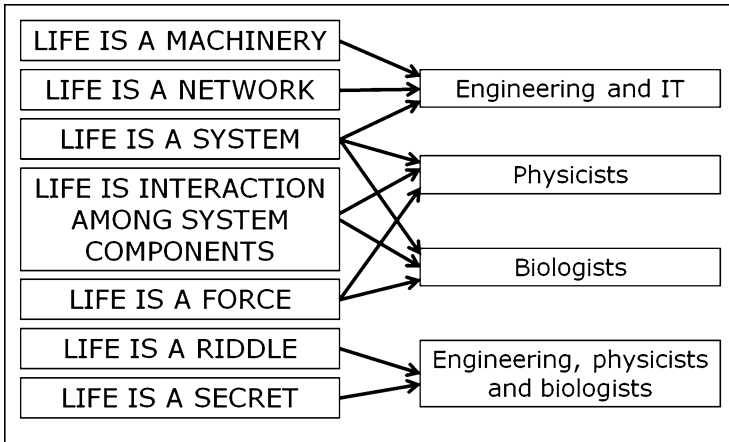 LIFE IS A MACHINERY
LIFE IS A NETWORK
LIFE IS A SYSTEM
LIFE IS INTERACTION
AMONG SYSTEM
COMPONENTS
LIFE IS A FORCE
LIFE IS A RIDDLE
LIFE IS A SECRET
Engineering and IT
Physicists
Biologists
Engineering, physicists
and biologists